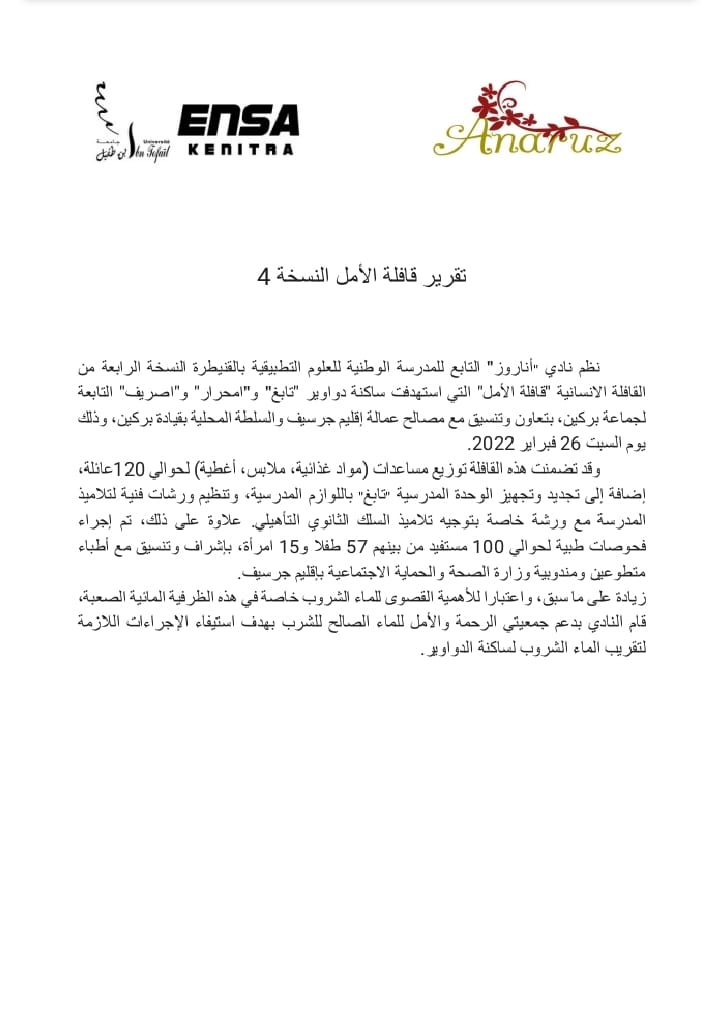 جامعة
ابن طفيل
Université
Ibn Tofail
ENSA
KENITRA
Anaruz
تقرير قافلة الأمل النسخة 4
نظم نادي "أناروز" التابع للمدرسة الوطنية للعلوم التطبيقية بالقنيطرة النسخة الرابعة من
القافلة الانسانية "قافلة الأمل" التي استهدفت ساكنة دواوير "تابغ" و"امحرار" و"اصريف" التابعة
لجماعة بركين، بتعاون وتنسيق مع مصالح عمالة إقليم جرسيف والسلطة المحلية بقيادة بركين، وذلك
يوم السبت 26 فبراير 2022.
وقد تضمنت هذه القافلة توزيع مساعدات (مواد غذائية، ملابس، أغطية) لحوالي 120عائلة،
إضافة إلى تجديد وتجهيز الوحدة المدرسية "تابغ" باللوازم المدرسية، وتنظيم ورشات فنية لتلاميذ
المدرسة مع ورشة خاصة بتوجيه تلاميذ السلك الثانوي التأهيلي. علاوة على ذلك، تم إجراء
فحوصات طبية لحوالي 100 مستفيد من بينهم 57 طفلا و15 امرأة، بإشراف وتنسيق مع أطباء
متطوعين ومندوبية وزارة الصحة والحماية الاجتماعية بإقليم جرسيف.
زيادة على ما سبق، واعتبارا للأهمية القصوى للماء الشروب خاصة في هذه الظرفية المائية الصعبة،
قام النادي بدعم جمعيتي الرحمة والأمل للماء الصالح للشرب بهدف استيفاء الإجراءات اللازمة
لتقريب الماء الشروب لساكنة الدواوير.